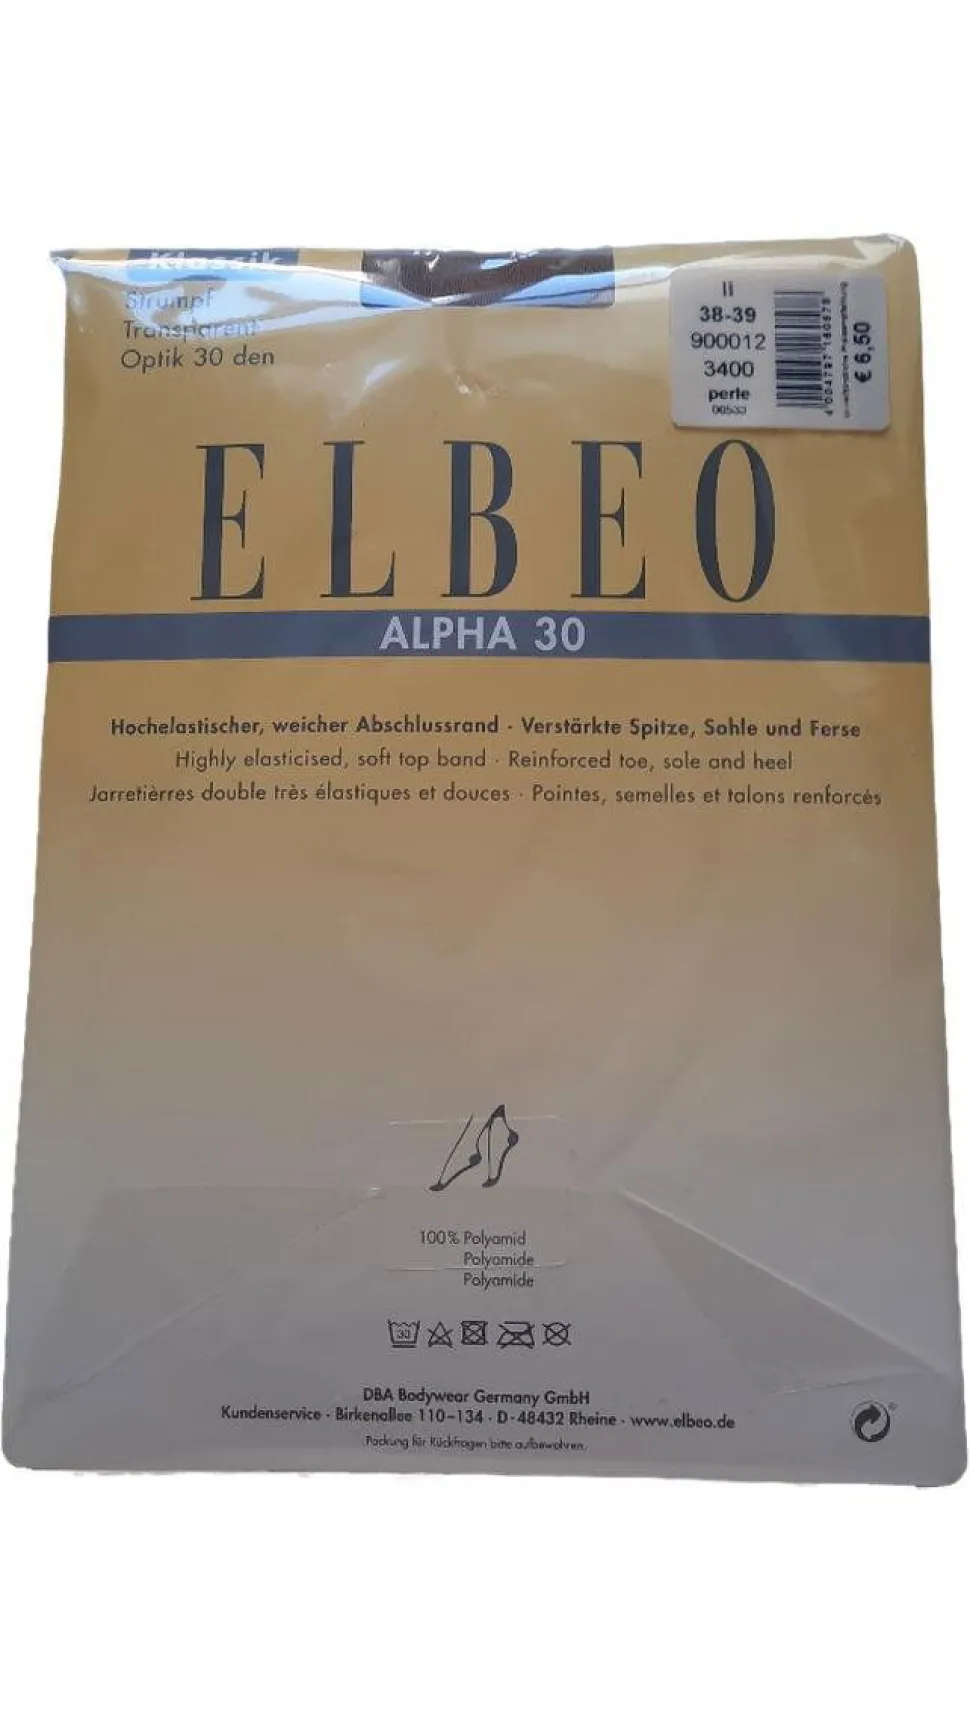 Klassik
Strumpf
Transparent
Optik 30 den
II
38-39
900012
3400
perle
00533
€ 6,50
ELBEO
ALPHA 30
Hochelastischer, weicher Abschlussrand · Verstärkte Spitze, Sohle und Ferse
Highly elasticised, soft top band · Reinforced toe, sole and heel
Jarretièrres double très élastiques et douces · Pointes, semelles et talons renforcés
100% Polyamid
Polyamide
Polyamide
30
DBA Bodywear Germany GmbH
Kundenservice · Birkenallee 110–134 · D-48432 Rheine · www.elbeo.de
Packung für Rückfragen bitte aufbewahren.